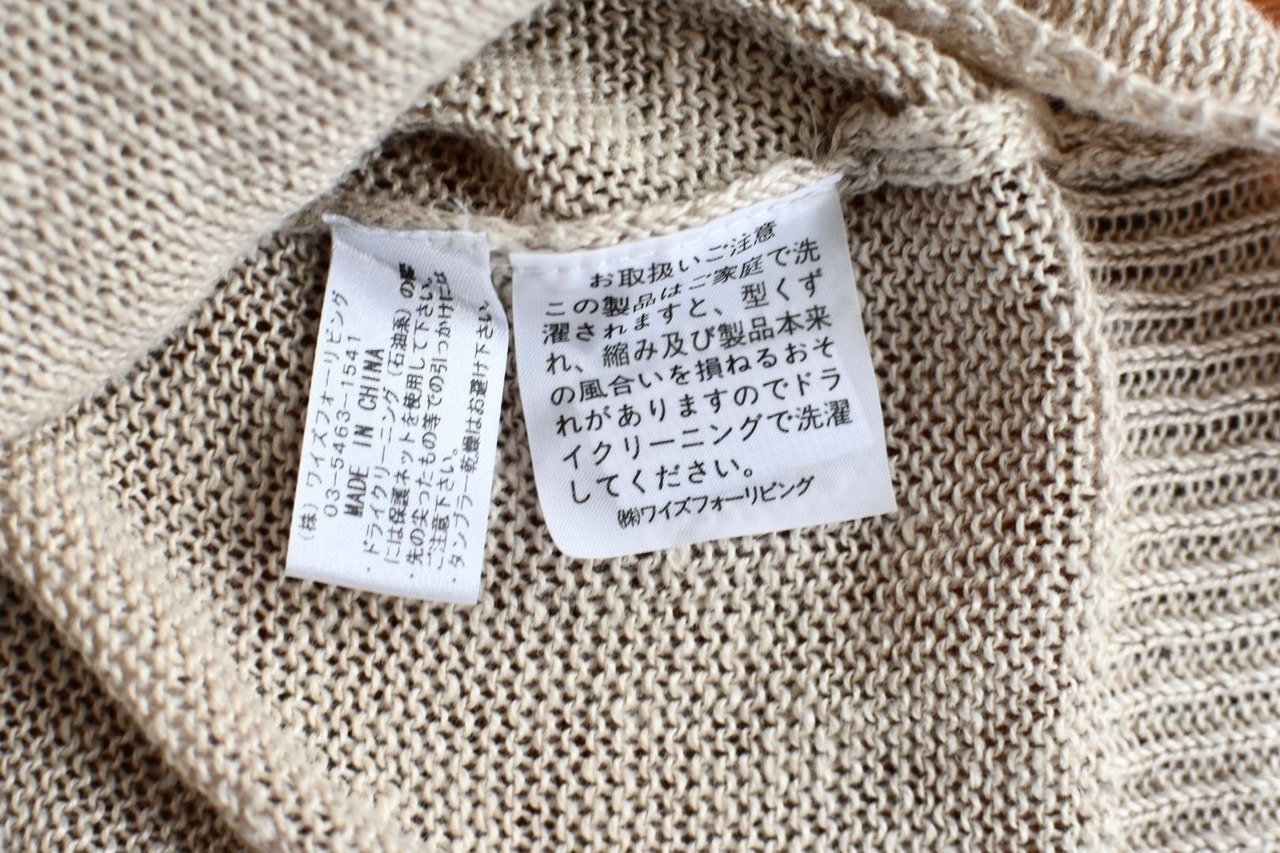 (株)ワイズフォーリビング
03-5463-1541
MADE IN CHINA
・ドライクリーニング(石油系)の際
には保護ネットを使用して下さい。
・先の尖ったもの等での引っかけには
ご注意下さい。
・タンブラー乾燥はお避け下さい。
お取扱いご注意
この製品はご家庭で洗
濯されますと、型くず
れ、縮み及び製品本来
の風合いを損ねるおそ
れがありますのでドラ
イクリーニングで洗濯
してください。
㈱ワイズフォーリビング